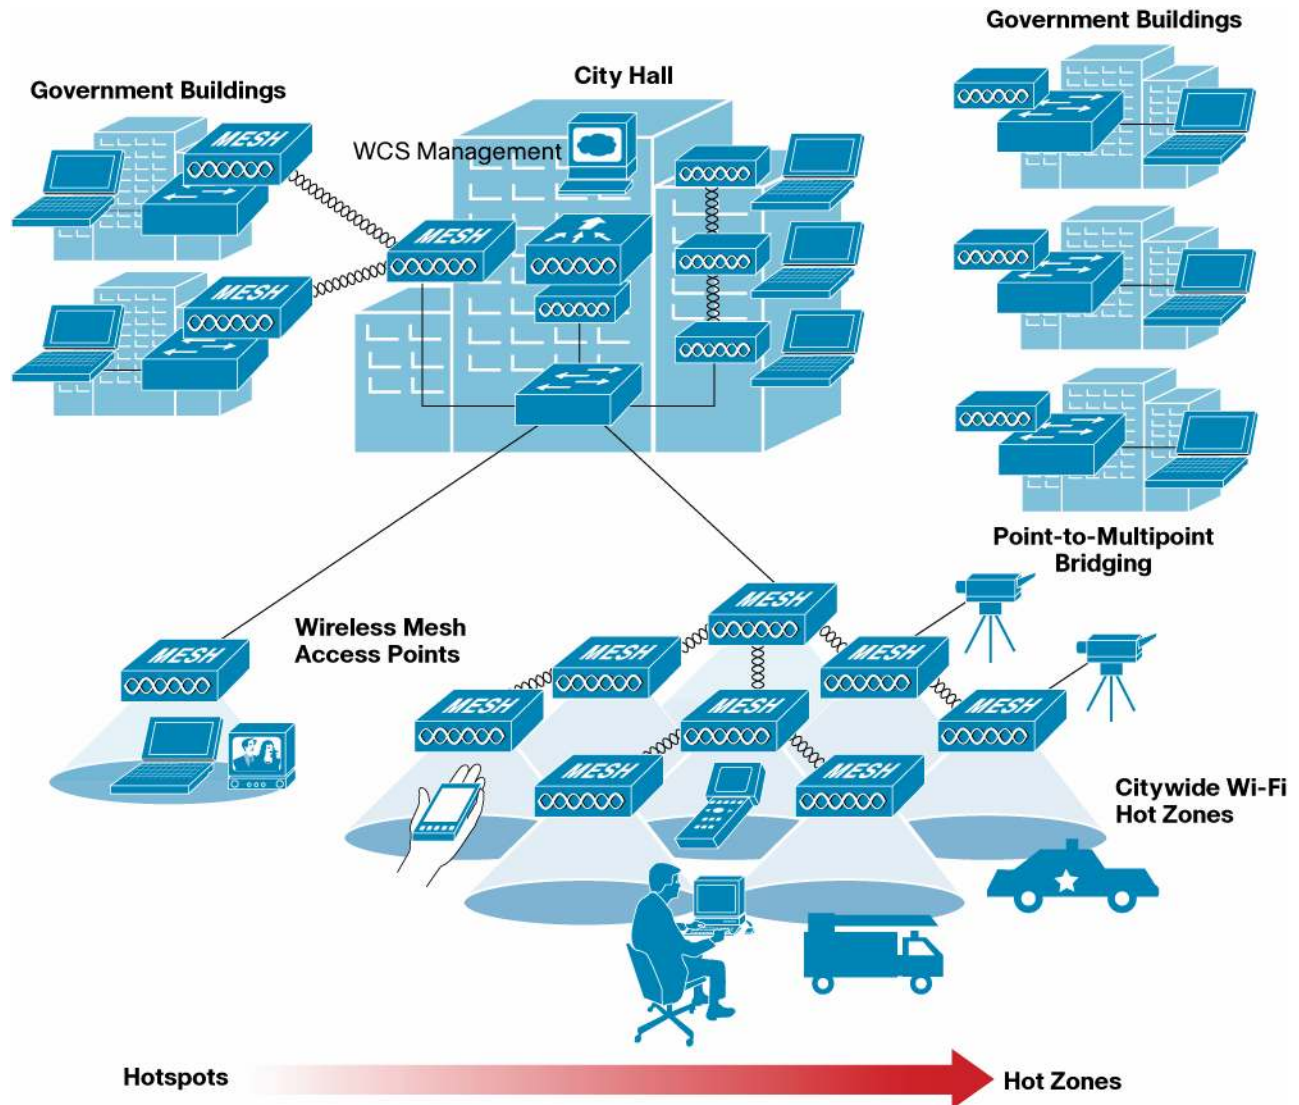 Government Buildings
City Hall
Government Buildings
WCS Management
MESH
MESH
MESH
Point-to-Multipoint
Bridging
Wireless Mesh
Access Points
MESH
MESH
MESH
MESH
MESH
MESH
MESH
MESH
MESH
Citywide Wi-Fi
Hot Zones
Hotspots
Hot Zones